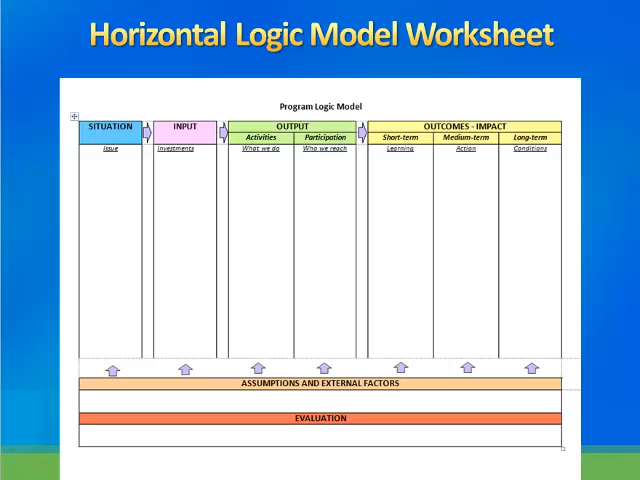 Horizontal Logic Model Worksheet
Program Logic Model
SITUATION INPUT OUTPUT OUTCOMES - IMPACT
Activities Participation Short-term Medium-term Long-term
Issue Investments What we do Who we reach Learning Action Conditions
ASSUMPTIONS AND EXTERNAL FACTORS
EVALUATION